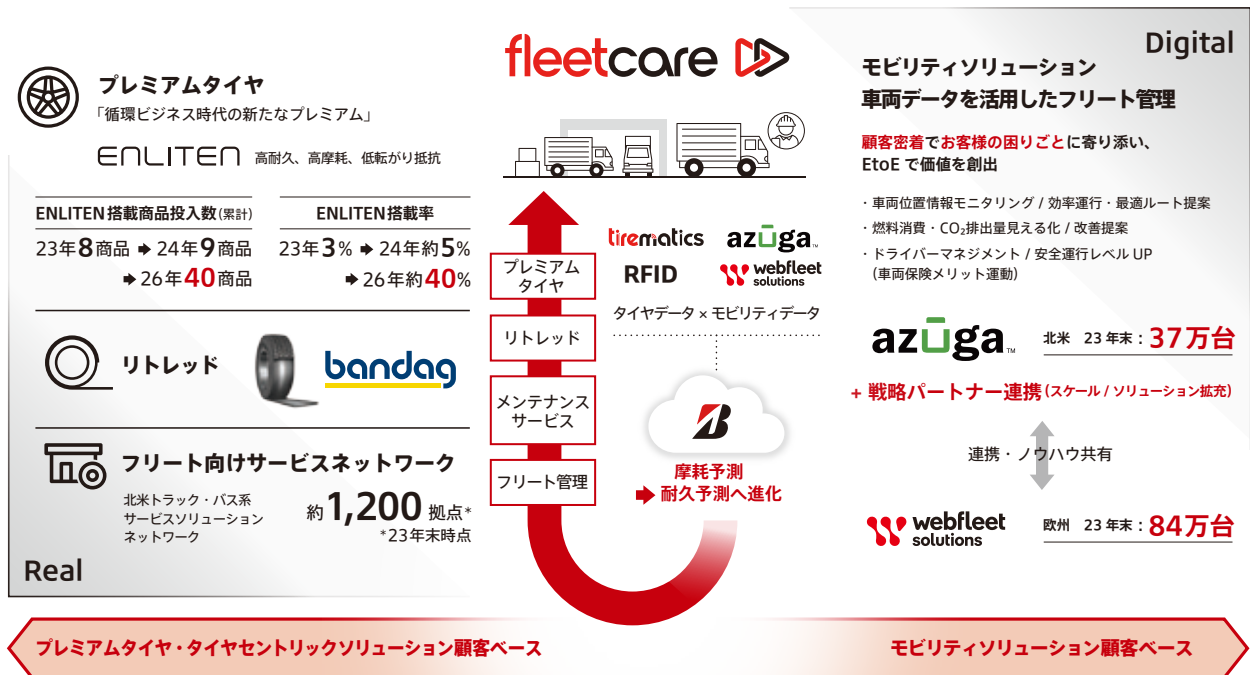 fleetcare
Digital
プレミアムタイヤ
「循環ビジネス時代の新たなプレミアム」
ENLITEN 高耐久、高摩耗、低転がり抵抗
ENLITEN搭載商品投入数(累計)
23年8商品 → 24年9商品
→ 26年40商品
ENLITEN搭載率
23年3% → 24年約5%
→ 26年約40%
リトレッド
bandag
フリート向けサービスネットワーク
北米トラック・バス系
サービスソリューション
ネットワーク
約1,200 拠点*
*23年末時点
Real
プレミアム
タイヤ
リトレッド
メンテナンス
サービス
フリート管理
tirematics
azuga™
RFID
webfleet
solutions
タイヤデータ × モビリティデータ
摩耗予測
→ 耐久予測へ進化
モビリティソリューション
車両データを活用したフリート管理
顧客密着でお客様の困りごとに寄り添い、
EtoE で価値を創出
・車両位置情報モニタリング / 効率運行・最適ルート提案
・燃料消費・CO₂排出量見える化 / 改善提案
・ドライバーマネジメント / 安全運行レベル UP
(車両保険メリット運動)
azuga™
北米 23 年末 : 37万台
+ 戦略パートナー連携 (スケール / ソリューション拡充)
連携・ノウハウ共有
webfleet
solutions
欧州 23 年末 : 84万台
プレミアムタイヤ・タイヤセントリックソリューション顧客ベース
モビリティソリューション顧客ベース